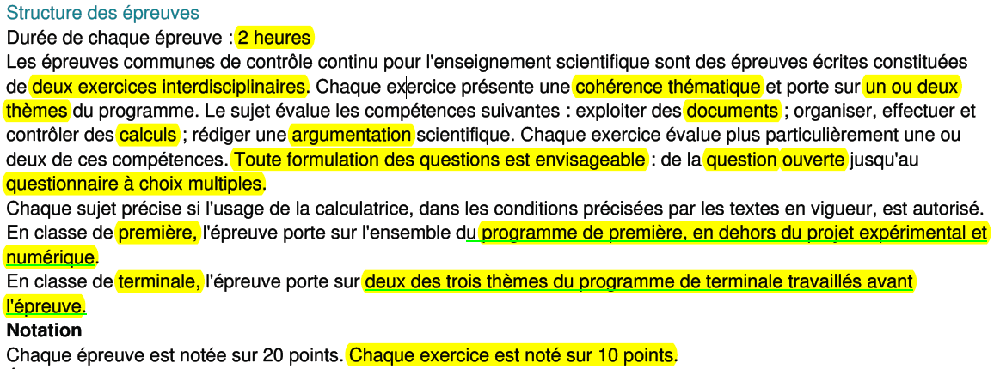 Structure des épreuves
Durée de chaque épreuve : 2 heures
Les épreuves communes de contrôle continu pour l'enseignement scientifique sont des épreuves écrites constituées
de deux exercices interdisciplinaires. Chaque exercice présente une cohérence thématique et porte sur un ou deux
thèmes du programme. Le sujet évalue les compétences suivantes : exploiter des documents ; organiser, effectuer et
contrôler des calculs ; rédiger une argumentation scientifique. Chaque exercice évalue plus particulièrement une ou
deux de ces compétences. Toute formulation des questions est envisageable : de la question ouverte jusqu'au
questionnaire à choix multiples.
Chaque sujet précise si l'usage de la calculatrice, dans les conditions précisées par les textes en vigueur, est autorisé.
En classe de première, l'épreuve porte sur l'ensemble du programme de première, en dehors du projet expérimental et
numérique.
En classe de terminale, l'épreuve porte sur deux des trois thèmes du programme de terminale travaillés avant
l'épreuve.
Notation
Chaque épreuve est notée sur 20 points. Chaque exercice est noté sur 10 points.